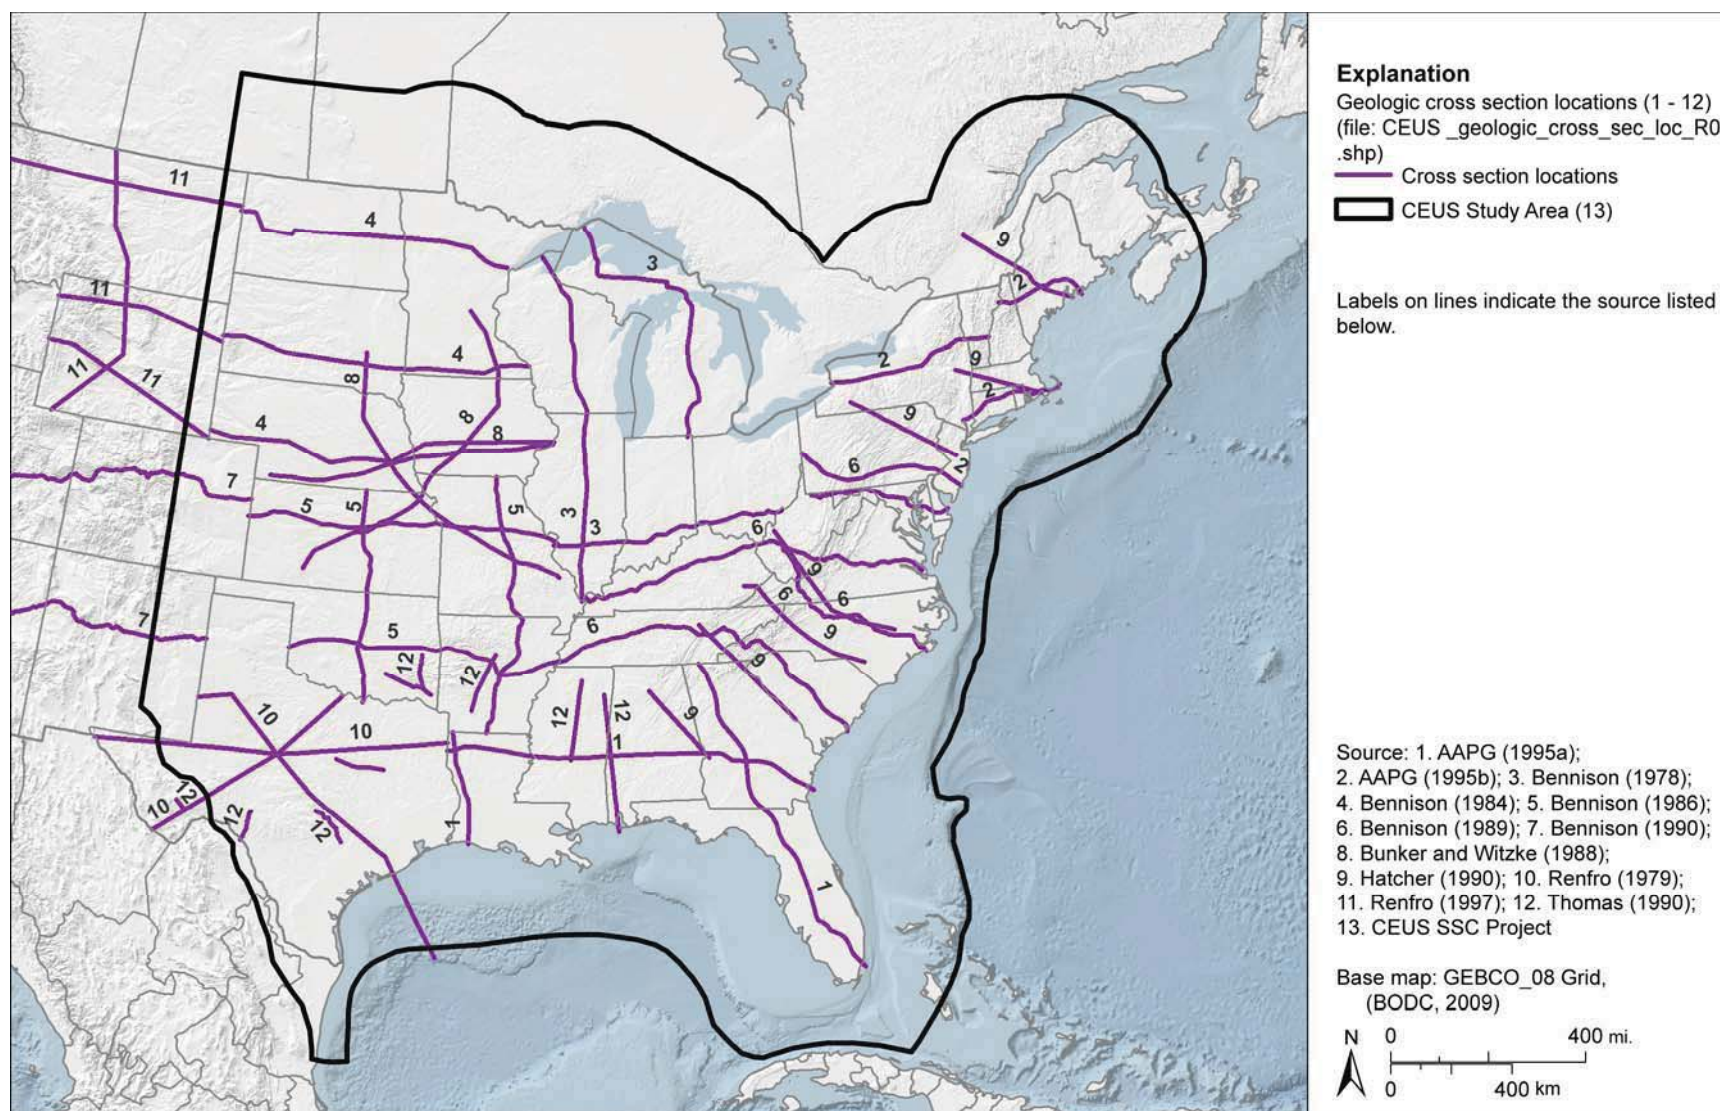 Explanation
Geologic cross section locations (1 - 12)
(file: CEUS _geologic_cross_sec_loc_R0
.shp)
Cross section locations
CEUS Study Area (13)
Labels on lines indicate the source listed
below.
Source: 1. AAPG (1995a);
2. AAPG (1995b); 3. Bennison (1978);
4. Bennison (1984); 5. Bennison (1986);
6. Bennison (1989); 7. Bennison (1990);
8. Bunker and Witzke (1988);
9. Hatcher (1990); 10. Renfro (1979);
11. Renfro (1997); 12. Thomas (1990);
13. CEUS SSC Project
Base map: GEBCO_08 Grid,
(BODC, 2009)
N
0 400 mi.
0 400 km
11
4
9
3
2
11
4
2
9
11
11
8
2
4
8
8
9
7
6
2
5
5
5
3
3
6
9
7
6
6
5
6
9
12
12
9
10
10
12
12
9
1
10
12
12
12
1
1